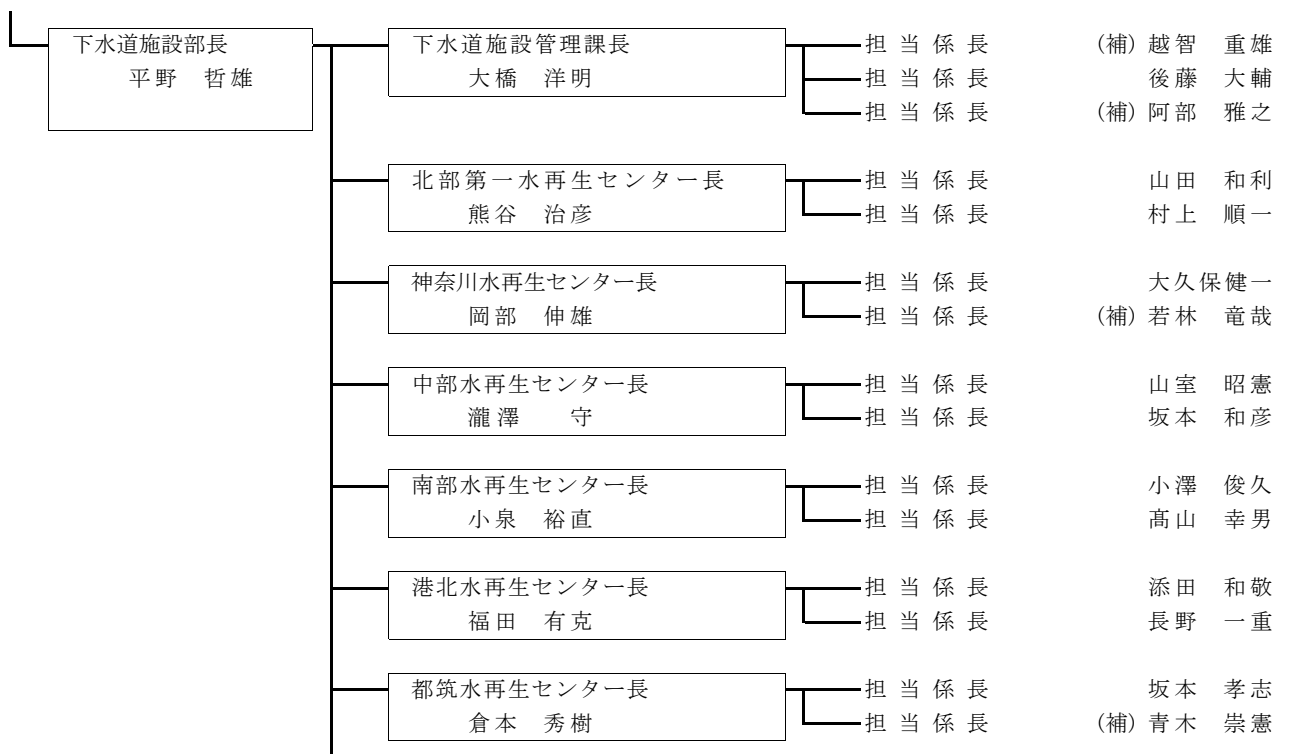 下水道施設部長 下水道施設管理課長 担当係長 (補) 越智 重雄
平野 哲雄 大橋 洋明 担当係長 後藤 大輔
担当係長 (補) 阿部 雅之
北部第一水再生センター長 担当係長 山田 和利
熊谷 治彦 担当係長 村上 順一
神奈川水再生センター長 担当係長 大久保健一
岡部 伸雄 担当係長 (補) 若林 竜哉
中部水再生センター長 担当係長 山室 昭憲
瀧澤 守 担当係長 坂本 和彦
南部水再生センター長 担当係長 小澤 俊久
小泉 裕直 担当係長 髙山 幸男
港北水再生センター長 担当係長 添田 和敬
福田 有克 担当係長 長野 一重
都筑水再生センター長 担当係長 坂本 孝志
倉本 秀樹 担当係長 (補) 青木 崇憲